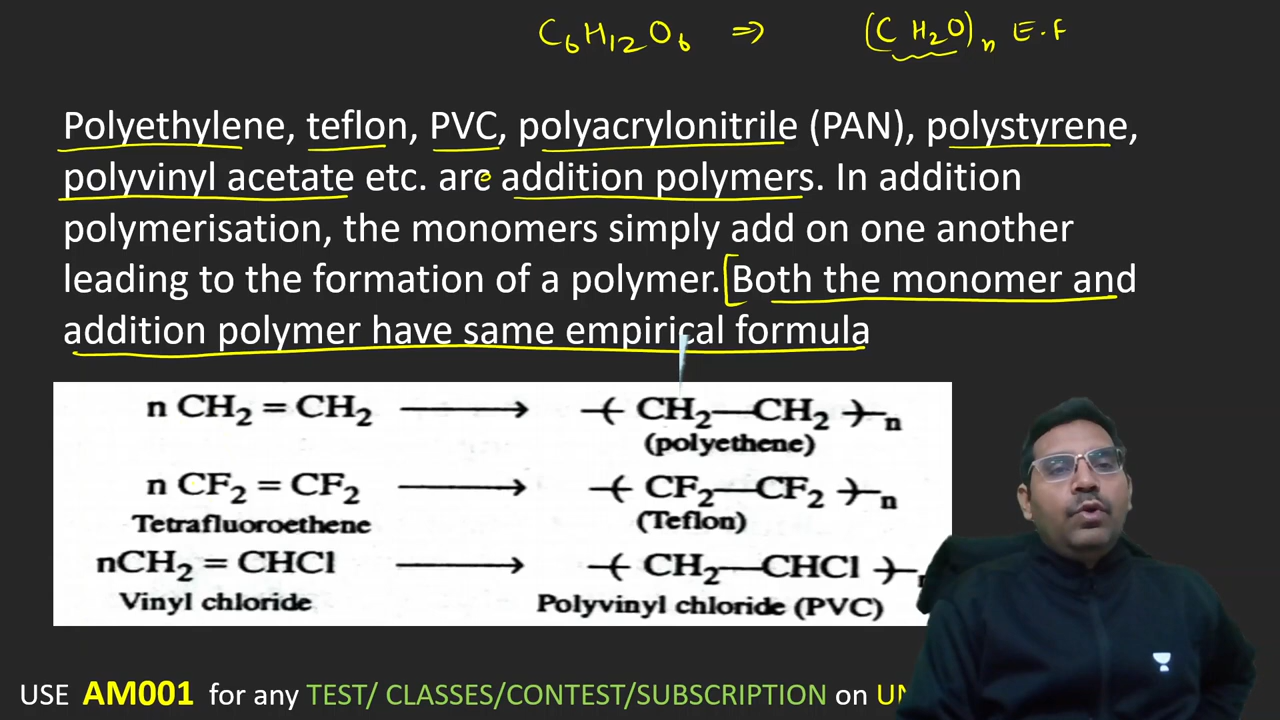 C₆H₁₂O₆ ⇒ (CH₂O)ₙ E.F
Polyethylene, teflon, PVC, polyacrylonitrile (PAN), polystyrene,
polyvinyl acetate etc. are addition polymers. In addition
polymerisation, the monomers simply add on one another
leading to the formation of a polymer. [Both the monomer and
addition polymer have same empirical formula
n CH₂ = CH₂ ⟶ -( CH₂—CH₂ )-ₙ
(polyethene)
n CF₂ = CF₂ ⟶ -( CF₂—CF₂ )-ₙ
Tetrafluoroethene (Teflon)
nCH₂ = CHCl ⟶ -( CH₂—CHCl )-
Vinyl chloride Polyvinyl chloride (PVC)
USE AM001 for any TEST/ CLASSES/CONTEST/SUBSCRIPTION on